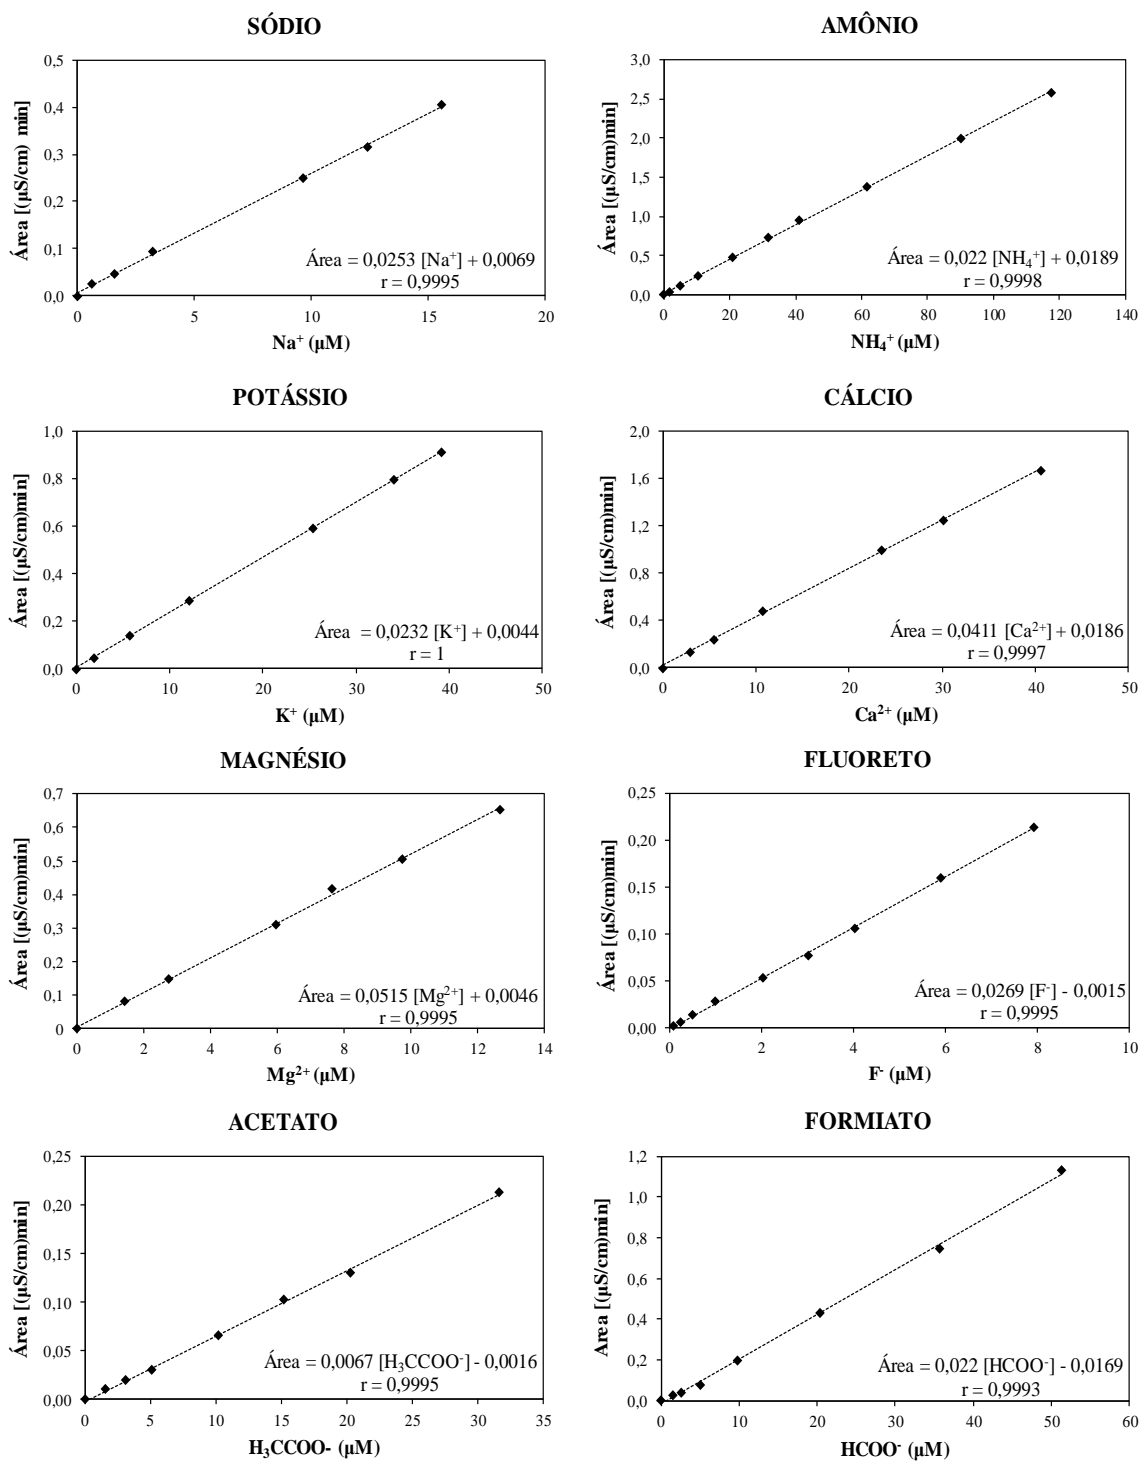 SÓDIO
Área [(µS/cm) min]
0,5
0,4
0,3
0,2
0,1
0,0
Área = 0,0253 [Na⁺] + 0,0069
r = 0,9995
0 5 10 15 20
Na⁺ (µM)
AMÔNIO
Área [(µS/cm)min]
3,0
2,5
2,0
1,5
1,0
0,5
0,0
Área = 0,022 [NH₄⁺] + 0,0189
r = 0,9998
0 20 40 60 80 100 120 140
NH₄⁺ (µM)
POTÁSSIO
Área [(µS/cm)min]
1,0
0,8
0,6
0,4
0,2
0,0
Área = 0,0232 [K⁺] + 0,0044
r = 1
0 10 20 30 40 50
K⁺ (µM)
CÁLCIO
Área [(µS/cm)min]
2,0
1,6
1,2
0,8
0,4
0,0
Área = 0,0411 [Ca²⁺] + 0,0186
r = 0,9997
0 10 20 30 40 50
Ca²⁺ (µM)
MAGNÉSIO
Área [(µS/cm)min]
0,7
0,6
0,5
0,4
0,3
0,2
0,1
0
Área = 0,0515 [Mg²⁺] + 0,0046
r = 0,9995
0 2 4 6 8 10 12 14
Mg²⁺ (µM)
FLUORETO
Área [(µS/cm)min]
0,25
0,20
0,15
0,10
0,05
0,00
Área = 0,0269 [F⁻] - 0,0015
r = 0,9995
0 2 4 6 8 10
F⁻ (µM)
ACETATO
Área [(µS/cm)min]
0,25
0,20
0,15
0,10
0,05
0,00
Área = 0,0067 [H₃CCOO⁻] - 0,0016
r = 0,9995
0 5 10 15 20 25 30 35
H₃CCOO- (µM)
FORMIATO
Area [(µS/cm)min]
1,2
1,0
0,8
0,6
0,4
0,2
0,0
Área = 0,022 [HCOO⁻] - 0,0169
r = 0,9993
0 10 20 30 40 50 60
HCOO⁻ (µM)